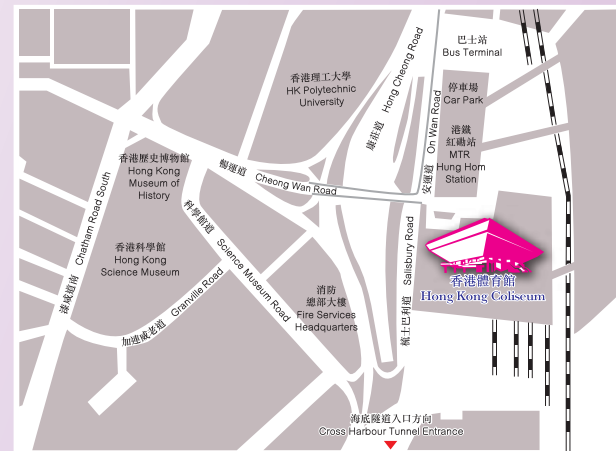 巴士站
Bus Terminal
香港理工大學
HK Polytechnic
University
康莊道 Hong Cheong Road
安運道 On Wan Road
停車場
Car Park
港鐵
紅磡站
MTR
Hung Hom
Station
香港歷史博物館
Hong Kong
Museum of
History
暢運道 Cheong Wan Road
漆咸道南 Chatham Road South
科學館道 Science Museum Road
香港科學館
Hong Kong
Science Museum
加連威老道 Granville Road
消防
總部大樓
Fire Services
Headquarters
梳士巴利道 Salisbury Road
香港體育館
Hong Kong Coliseum
海底隧道入口方向
Cross Harbour Tunnel Entrance